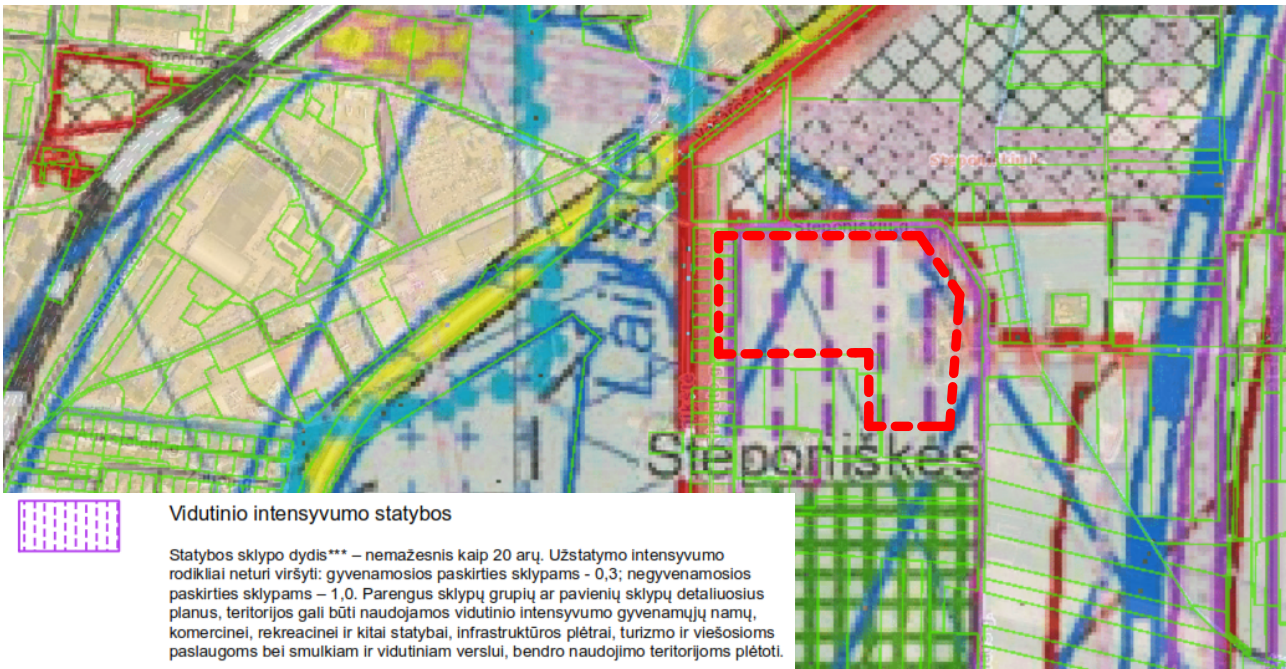 Steponiškės
Vidutinio intensyvumo statybos
Statybos sklypo dydis*** – nemažesnis kaip 20 arų. Užstatymo intensyvumo
rodikliai neturi viršyti: gyvenamosios paskirties sklypams - 0,3; negyvenamosios
paskirties sklypams – 1,0. Parengus sklypų grupių ar pavienių sklypų detaliuosius
planus, teritorijos gali būti naudojamos vidutinio intensyvumo gyvenamųjų namų,
komercinei, rekreacinei ir kitai statybai, infrastruktūros plėtrai, turizmo ir viešosioms
paslaugoms bei smulkiam ir vidutiniam verslui, bendro naudojimo teritorijoms plėtoti.